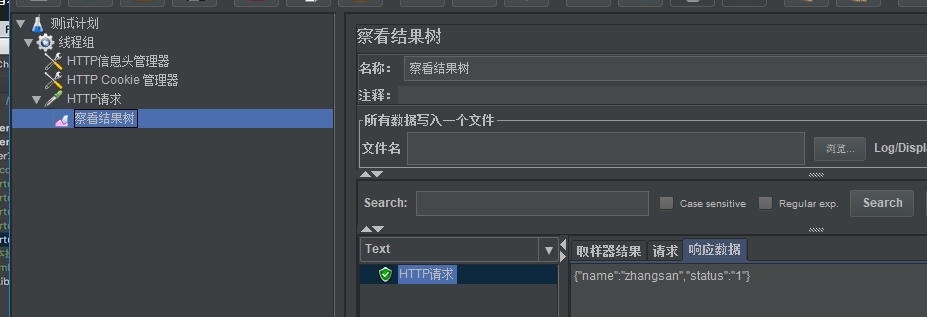 测试计划
线程组
HTTP信息头管理器
HTTP Cookie 管理器
HTTP请求
察看结果树
察看结果树
名称： 察看结果树
注释：
所有数据写入一个文件
文件名 浏览... Log/Displa
Search: Case sensitive Regular exp. Search
Text
HTTP请求
取样器结果 请求 响应数据
{"name":"zhangsan","status":"1"}